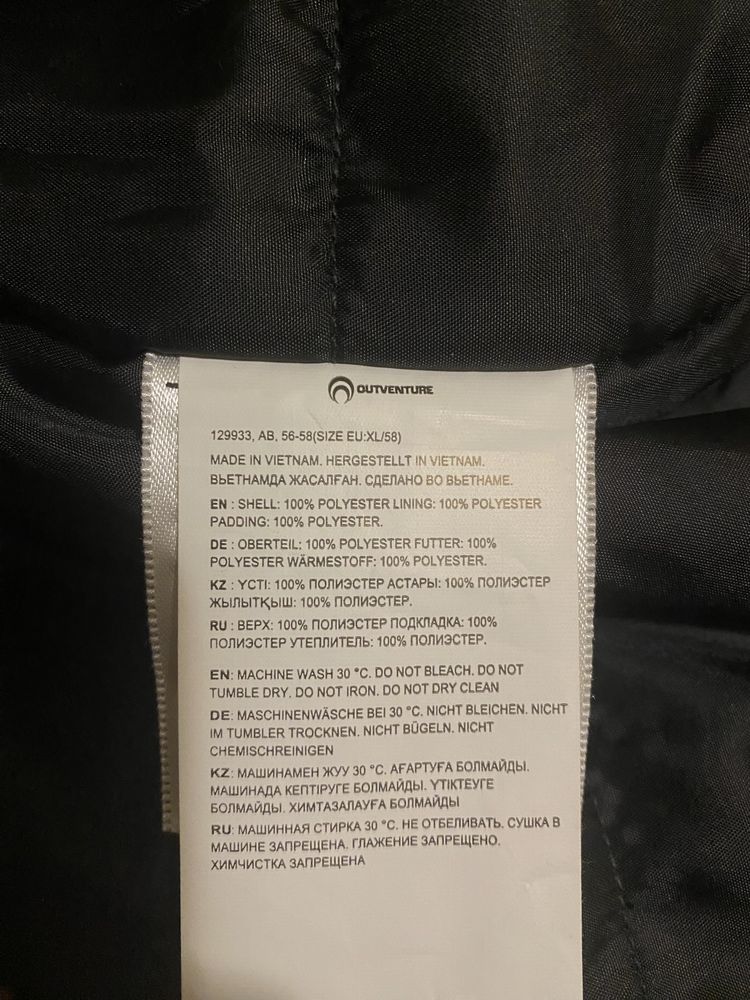 OUTVENTURE
129933, AB, 56-58(SIZE EU:XL/58)
MADE IN VIETNAM. HERGESTELLT IN VIETNAM.
ВЬЕТНАМДА ЖАСАЛҒАН. СДЕЛАНО ВО ВЬЕТНАМЕ.
EN : SHELL: 100% POLYESTER LINING: 100% POLYESTER
PADDING: 100% POLYESTER.
DE : OBERTEIL: 100% POLYESTER FUTTER: 100%
POLYESTER WÄRMESTOFF: 100% POLYESTER.
KZ : ҮСТІ: 100% ПОЛИЭСТЕР АСТАРЫ: 100% ПОЛИЭСТЕР
ЖЫЛЫТҚЫШ: 100% ПОЛИЭСТЕР.
RU : ВЕРХ: 100% ПОЛИЭСТЕР ПОДКЛАДКА: 100%
ПОЛИЭСТЕР УТЕПЛИТЕЛЬ: 100% ПОЛИЭСТЕР.
EN: MACHINE WASH 30 °C. DO NOT BLEACH. DO NOT
TUMBLE DRY. DO NOT IRON. DO NOT DRY CLEAN
DE: MASCHINENWÄSCHE BEI 30 °C. NICHT BLEICHEN. NICHT
IM TUMBLER TROCKNEN. NICHT BÜGELN. NICHT
CHEMISCHREINIGEN
KZ: МАШИНАМЕН ЖУУ 30 °C. АҒАРТУҒА БОЛМАЙДЫ.
МАШИНАДА КЕПТІРУГЕ БОЛМАЙДЫ. ҮТІКТЕУГЕ
БОЛМАЙДЫ. ХИМТАЗАЛАУҒА БОЛМАЙДЫ
RU: МАШИННАЯ СТИРКА 30 °C. НЕ ОТБЕЛИВАТЬ. СУШКА В
МАШИНЕ ЗАПРЕЩЕНА. ГЛАЖЕНИЕ ЗАПРЕЩЕНО.
ХИМЧИСТКА ЗАПРЕЩЕНА